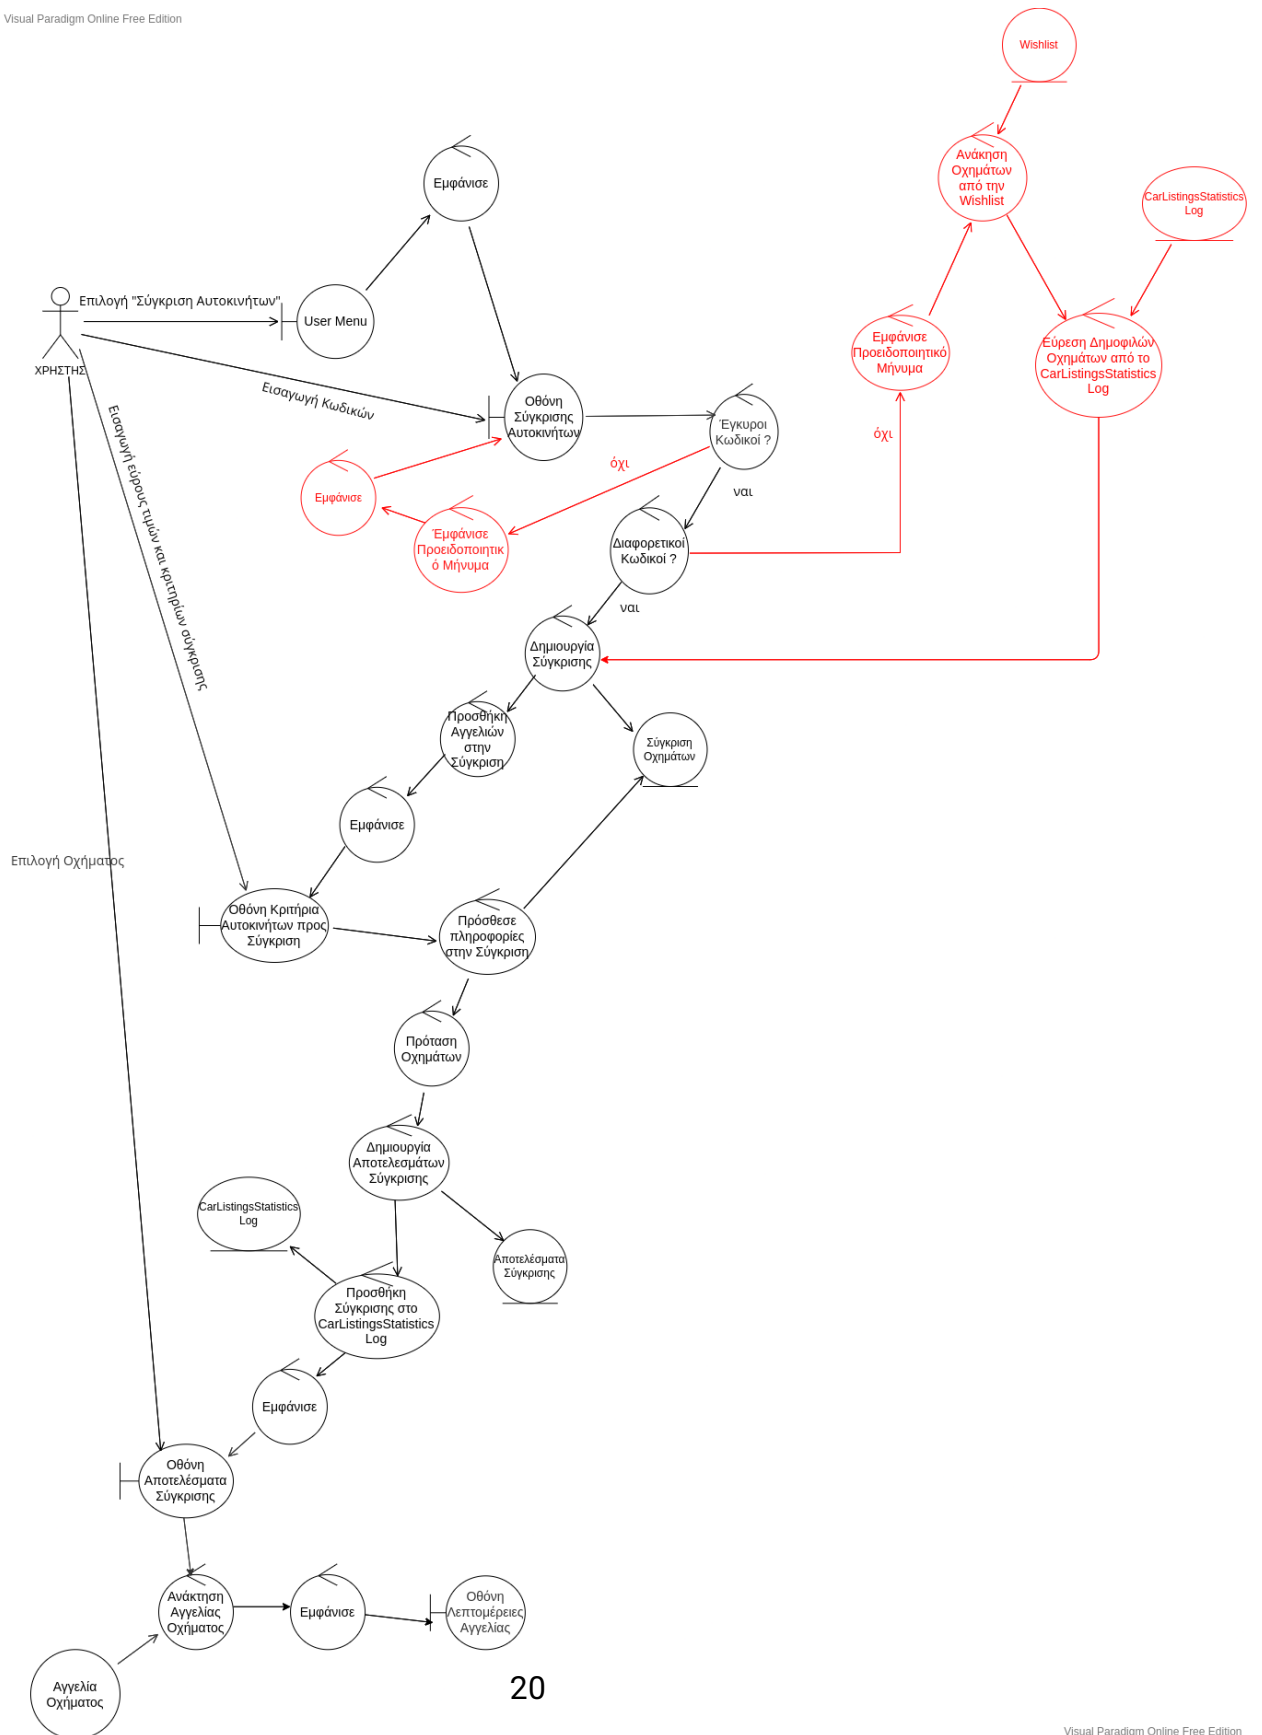 Visual Paradigm Online Free Edition
Wishlist
Ανάκηση
Οχημάτων
από την
Wishlist
CarListingsStatistics
Log
Εμφάνισε
Επιλογή "Σύγκριση Αυτοκινήτων"
User Menu
ΧΡΗΣΤΗΣ
Εμφάνισε
Προειδοποιητικό
Μήνυμα
Εύρεση Δημοφιλών
Οχημάτων από το
CarListingsStatistics
Log
Εισαγωγή Κωδικών
Οθόνη
Σύγκρισης
Αυτοκινήτων
Έγκυροι
Κωδικοί ?
όχι
όχι
ναι
Εμφάνισε
Έμφάνισε
Προειδοποιητικ
ό Μήνυμα
Διαφορετικοί
Κωδικοί ?
ναι
Εισαγωγή εύρους τιμών και κριτηρίων σύγκρισης
Δημιουργία
Σύγκρισης
Προσθήκη
Αγγελιών
στην
Σύγκριση
Σύγκριση
Οχημάτων
Εμφάνισε
Επιλογή Οχήματος
Οθόνη Κριτήρια
Αυτοκινήτων προς
Σύγκριση
Πρόσθεσε
πληροφορίες
στην Σύγκριση
Πρόταση
Οχημάτων
Δημιουργία
Αποτελεσμάτων
Σύγκρισης
CarListingsStatistics
Log
Αποτελέσματα
Σύγκρισης
Προσθήκη
Σύγκρισης στο
CarListingsStatistics
Log
Εμφάνισε
Οθόνη
Αποτελέσματα
Σύγκρισης
Ανάκτηση
Αγγελίας
Οχήματος
Εμφάνισε
Οθόνη
Λεπτομέρειες
Αγγελίας
Αγγελία
Οχήματος
20
Visual Paradigm Online Free Edition